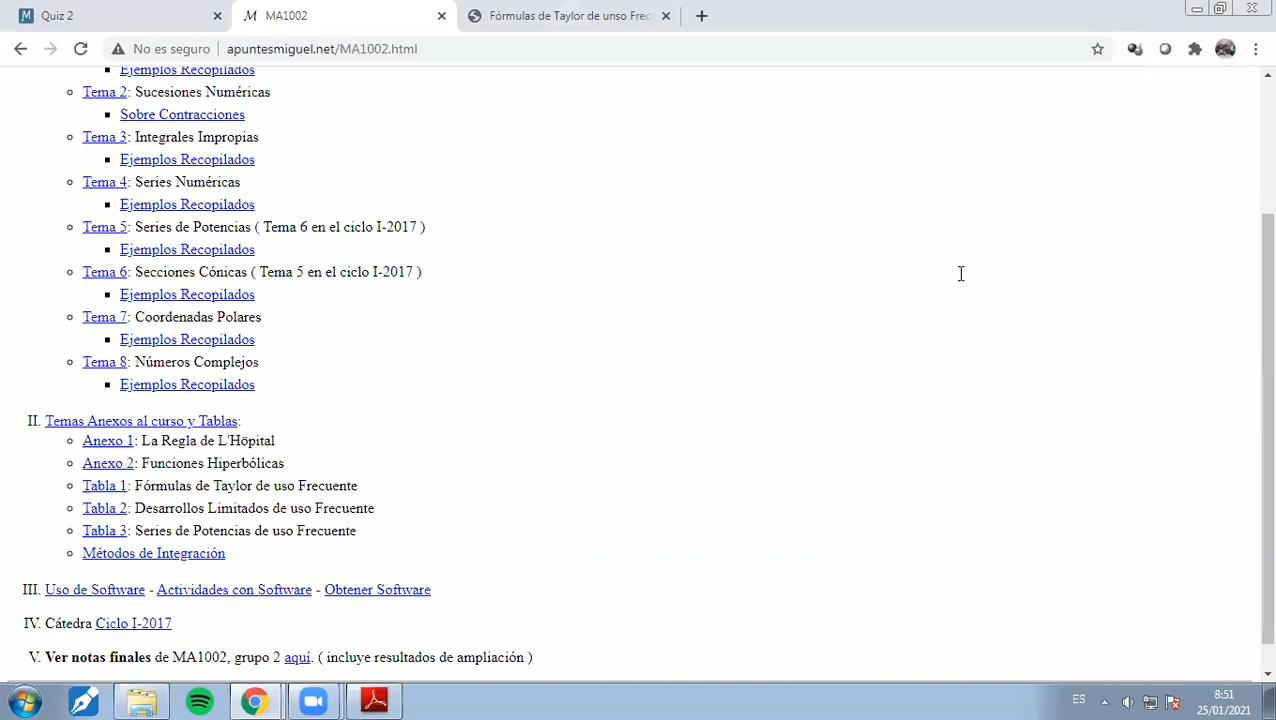 Quiz 2
MA1002
Fórmulas de Taylor de unso Frec
No es seguro
apuntesmiguel.net/MA1002.html
Ejemplos Recopilados
Tema 2: Sucesiones Numéricas
Sobre Contracciones
Tema 3: Integrales Impropias
Ejemplos Recopilados
Tema 4: Series Numéricas
Ejemplos Recopilados
Tema 5: Series de Potencias ( Tema 6 en el ciclo I-2017 )
Ejemplos Recopilados
Tema 6: Secciones Cónicas ( Tema 5 en el ciclo I-2017 )
Ejemplos Recopilados
Tema 7: Coordenadas Polares
Ejemplos Recopilados
Tema 8: Números Complejos
Ejemplos Recopilados
II. Temas Anexos al curso y Tablas:
Anexo 1: La Regla de L'Höpital
Anexo 2: Funciones Hiperbólicas
Tabla 1: Fórmulas de Taylor de uso Frecuente
Tabla 2: Desarrollos Limitados de uso Frecuente
Tabla 3: Series de Potencias de uso Frecuente
Métodos de Integración
III. Uso de Software - Actividades con Software - Obtener Software
IV. Cátedra Ciclo I-2017
V. Ver notas finales de MA1002, grupo 2 aquí. ( incluye resultados de ampliación )
ES
8:51
25/01/2021